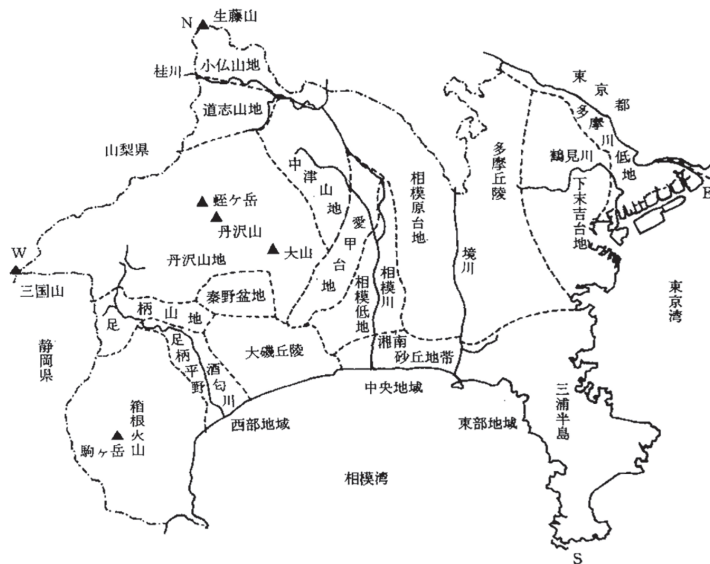 N
生藤山
小仏山地
桂川
道志山地
山梨県
東京都
多摩川低地
鶴見川
E
下末吉台地
多摩丘陵
相模原台地
中津山地
愛甲台地
蛭ケ岳
丹沢山
大山
丹沢山地
W
三国山
秦野盆地
足柄山地
相模川
相模低地
境川
東京湾
静岡県
足柄平野
酒匂川
大磯丘陵
湘南
砂丘地帯
箱根火山
駒ヶ岳
西部地域
中央地域
東部地域
三浦半島
相模湾
S